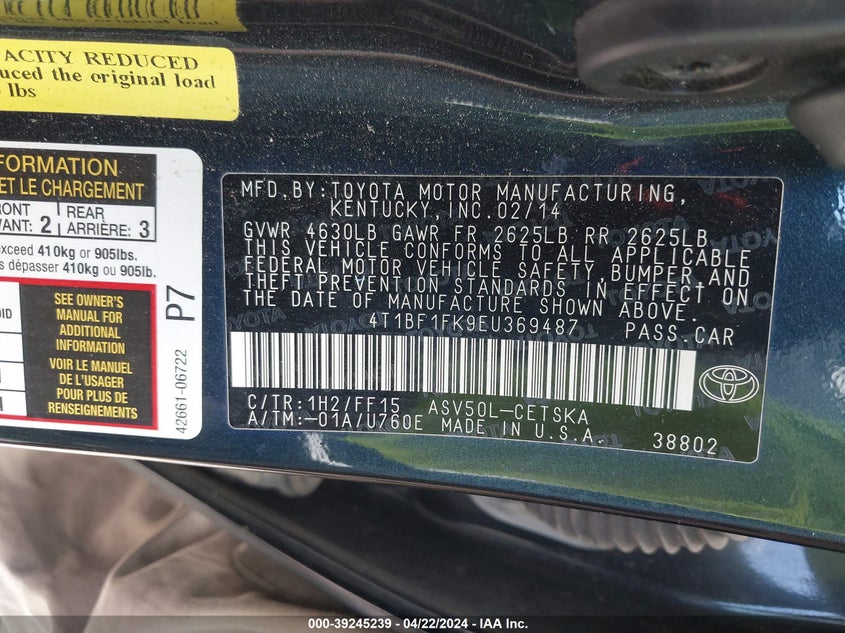 ACITY REDUCED
uced the original load
lbs
FORMATION
ET LE CHARGEMENT
RONT
VANT: 2
REAR
ARRIÈRE: 3
exceed 410kg or 905lbs.
s dépasser 410kg ou 905lb.
SEE OWNER'S
MANUAL FOR
ADDITIONAL
INFORMATION
VOIR LE MANUEL
DE L'USAGER
POUR PLUS DE
RENSEIGNEMENTS
P7
42661-06722
MFD.BY:TOYOTA MOTOR MANUFACTURING,
KENTUCKY,INC.02/14
GVWR 4630LB GAWR FR 2625LB RR 2625LB
THIS VEHICLE CONFORMS TO ALL APPLICABLE
FEDERAL MOTOR VEHICLE SAFETY,BUMPER,AND
THEFT PREVENTION STANDARDS IN EFFECT ON
THE DATE OF MANUFACTURE SHOWN ABOVE.
4T1BF1FK9EU369487 PASS.CAR
C/TR:1H2/FF15 ASV50L-CETSKA
A/TM:-01A/U760E MADE IN U.S.A. 38802
000-39245239 - 04/22/2024 - IAA Inc.